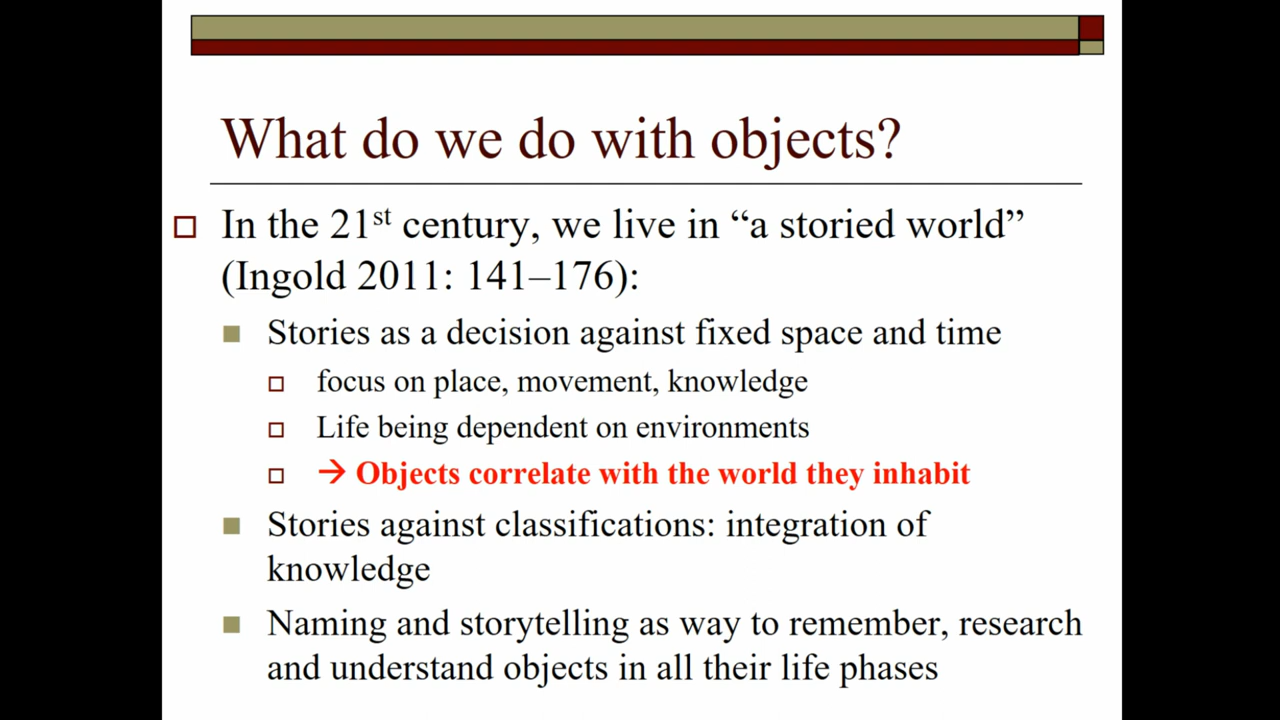 What do we do with objects?
In the 21st century, we live in “a storied world”
(Ingold 2011: 141–176):
Stories as a decision against fixed space and time
focus on place, movement, knowledge
Life being dependent on environments
→ Objects correlate with the world they inhabit
Stories against classifications: integration of
knowledge
Naming and storytelling as way to remember, research
and understand objects in all their life phases